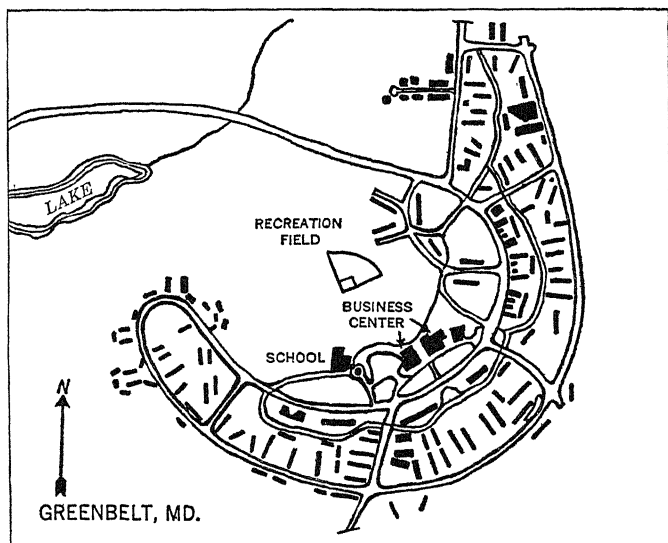 LAKE
RECREATION
FIELD
BUSINESS
CENTER
SCHOOL
N
GREENBELT, MD.